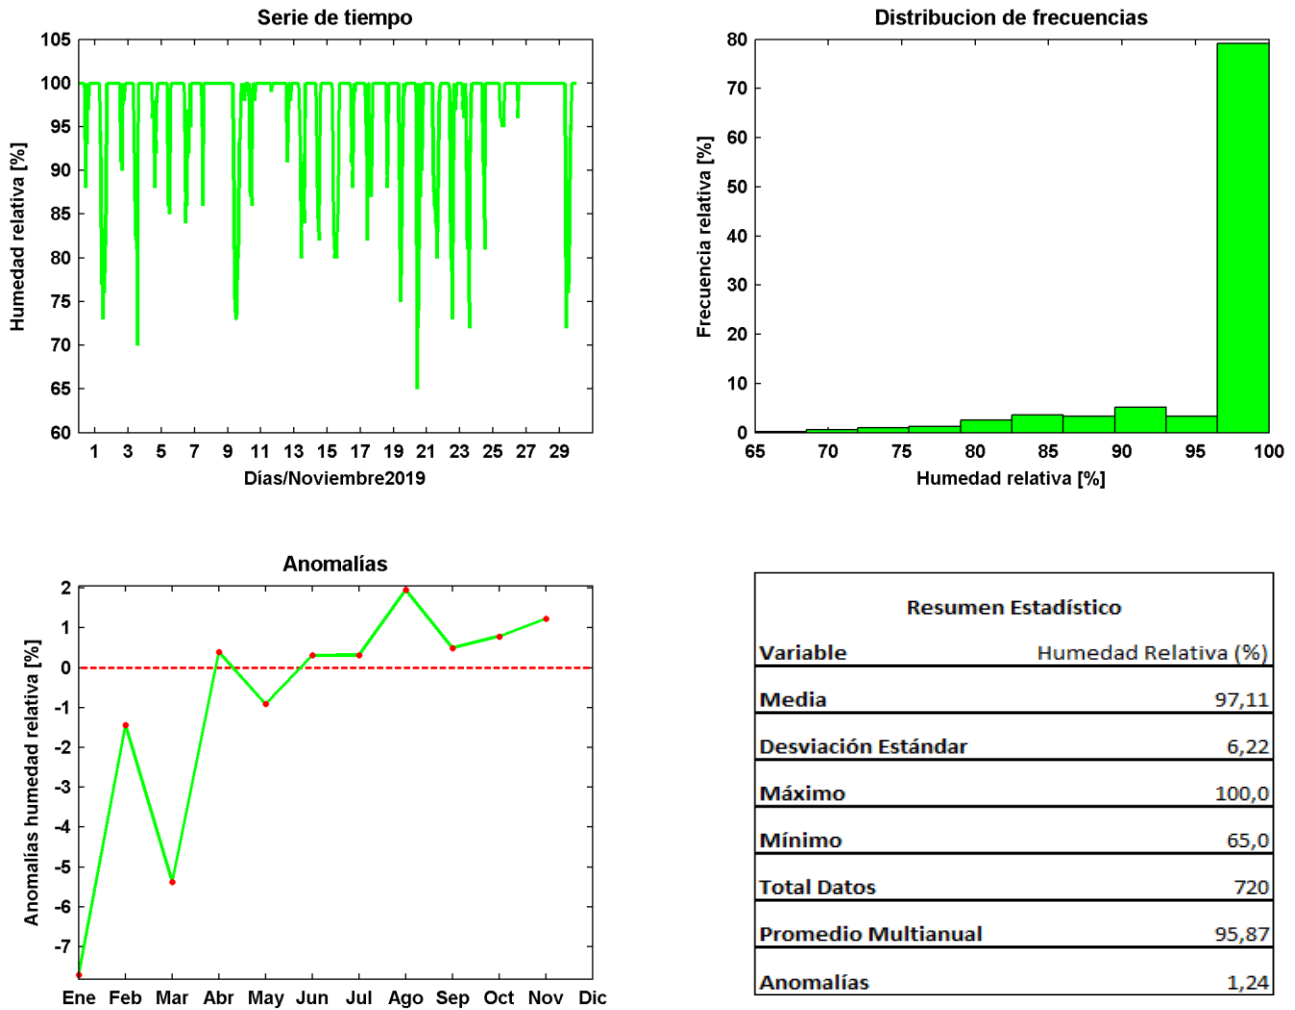 Serie de tiempo
105
100
95
90
85
80
75
70
65
60
Humedad relativa [%]
1 3 5 7 9 11 13 15 17 19 21 23 25 27 29
Días/Noviembre2019
Distribucion de frecuencias
80
70
60
50
40
30
20
10
0
Frecuencia relativa [%]
65 70 75 80 85 90 95 100
Humedad relativa [%]
Anomalías
2
1
0
-1
-2
-3
-4
-5
-6
-7
Anomalías humedad relativa [%]
Ene Feb Mar Abr May Jun Jul Ago Sep Oct Nov Dic
Resumen Estadístico
Variable Humedad Relativa (%)
Media 97,11
Desviación Estándar 6,22
Máximo 100,0
Mínimo 65,0
Total Datos 720
Promedio Multianual 95,87
Anomalías 1,24